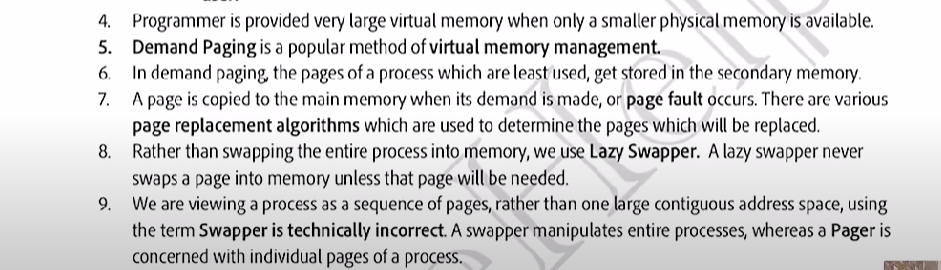 4. Programmer is provided very large virtual memory when only a smaller physical memory is available.
5. Demand Paging is a popular method of virtual memory management.
6. In demand paging, the pages of a process which are least used, get stored in the secondary memory.
7. A page is copied to the main memory when its demand is made, or page fault occurs. There are various
page replacement algorithms which are used to determine the pages which will be replaced.
8. Rather than swapping the entire process into memory, we use Lazy Swapper. A lazy swapper never
swaps a page into memory unless that page will be needed.
9. We are viewing a process as a sequence of pages, rather than one large contiguous address space, using
the term Swapper is technically incorrect. A swapper manipulates entire processes, whereas a Pager is
concerned with individual pages of a process.